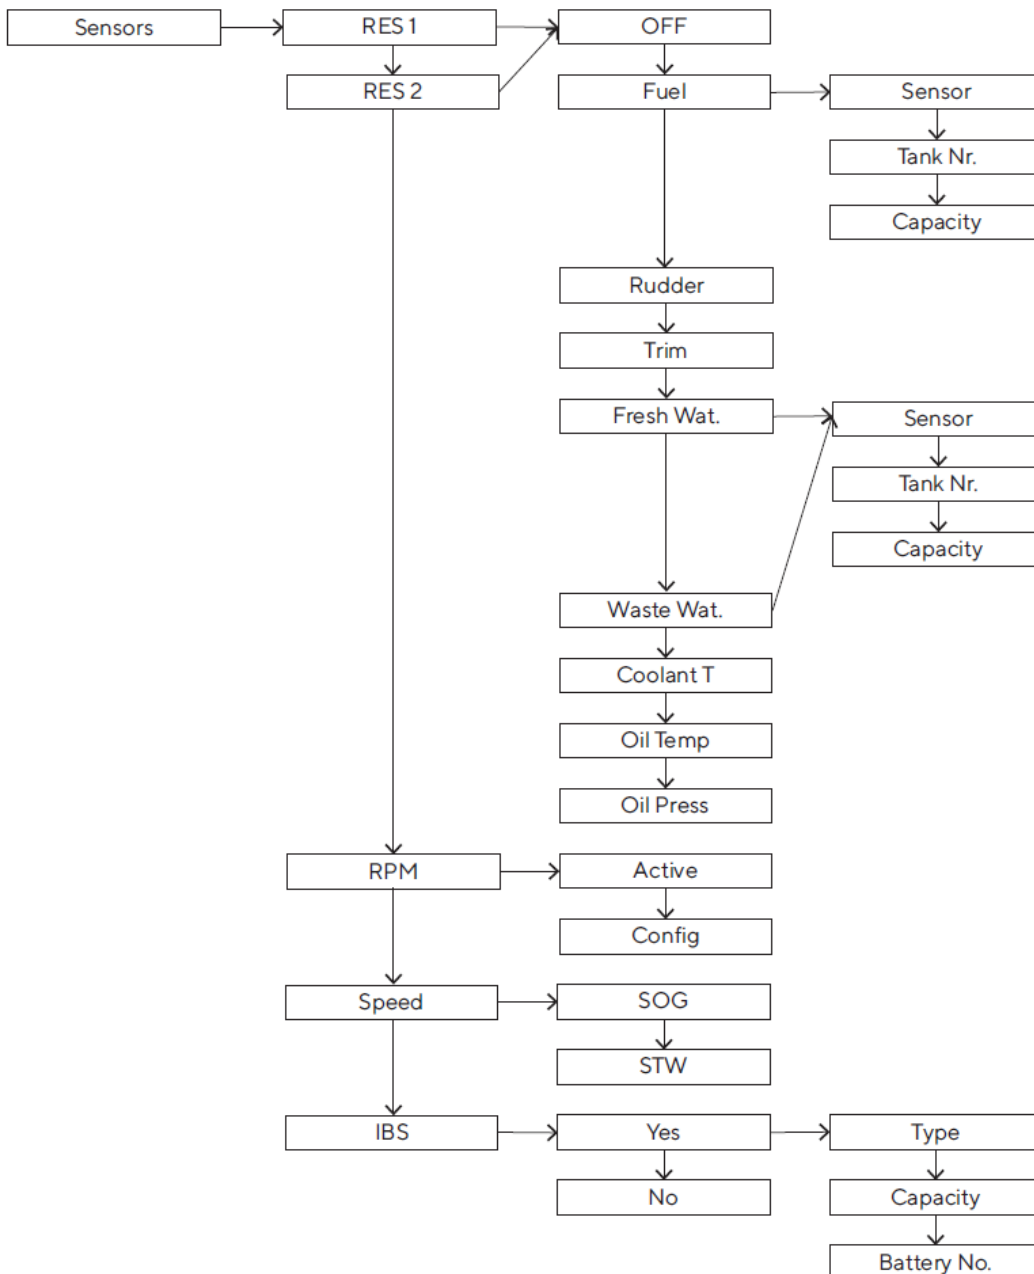 Sensors
RES 1
OFF
RES 2
Fuel
Sensor
Tank Nr.
Capacity
Rudder
Trim
Fresh Wat.
Sensor
Tank Nr.
Capacity
Waste Wat.
Coolant T
Oil Temp
Oil Press
RPM
Active
Config
Speed
SOG
STW
IBS
Yes
Type
No
Capacity
Battery No.